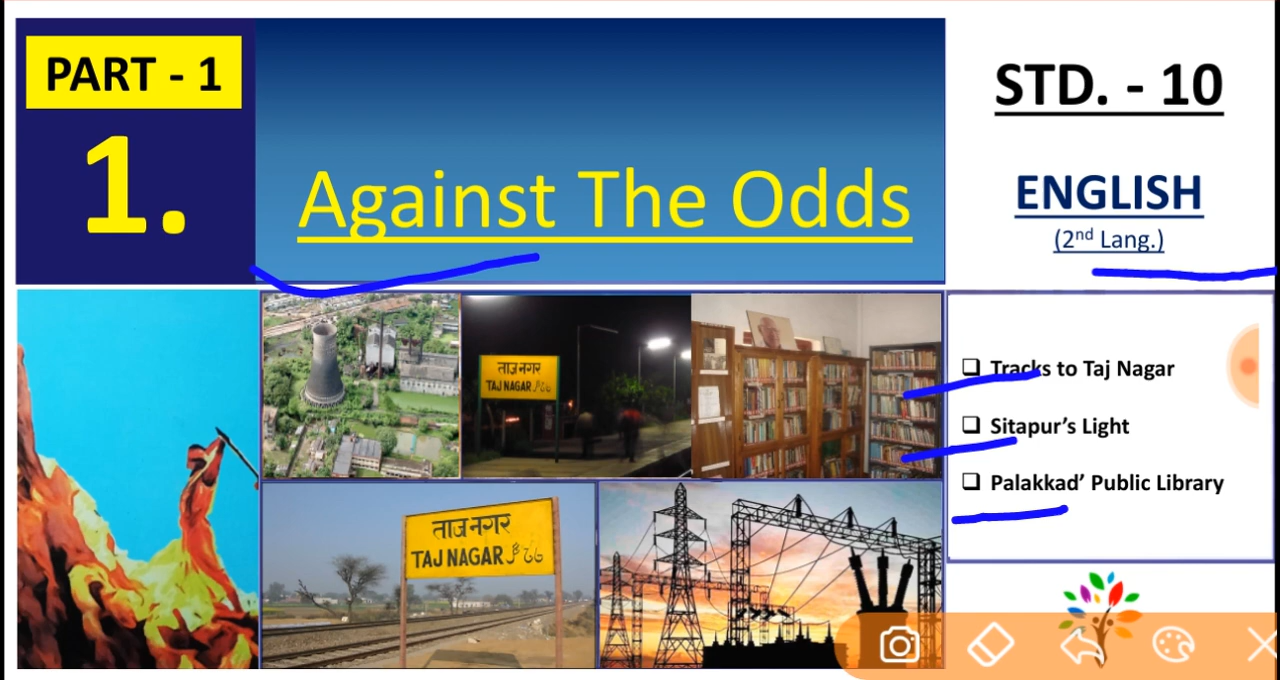 PART - 1
1.
Against The Odds
STD. - 10
ENGLISH
(2nd Lang.)
ताज नगर
TAJ NAGAR
ताज नगर
TAJ NAGAR
❑ Tracks to Taj Nagar
❑ Sitapur’s Light
❑ Palakkad’ Public Library